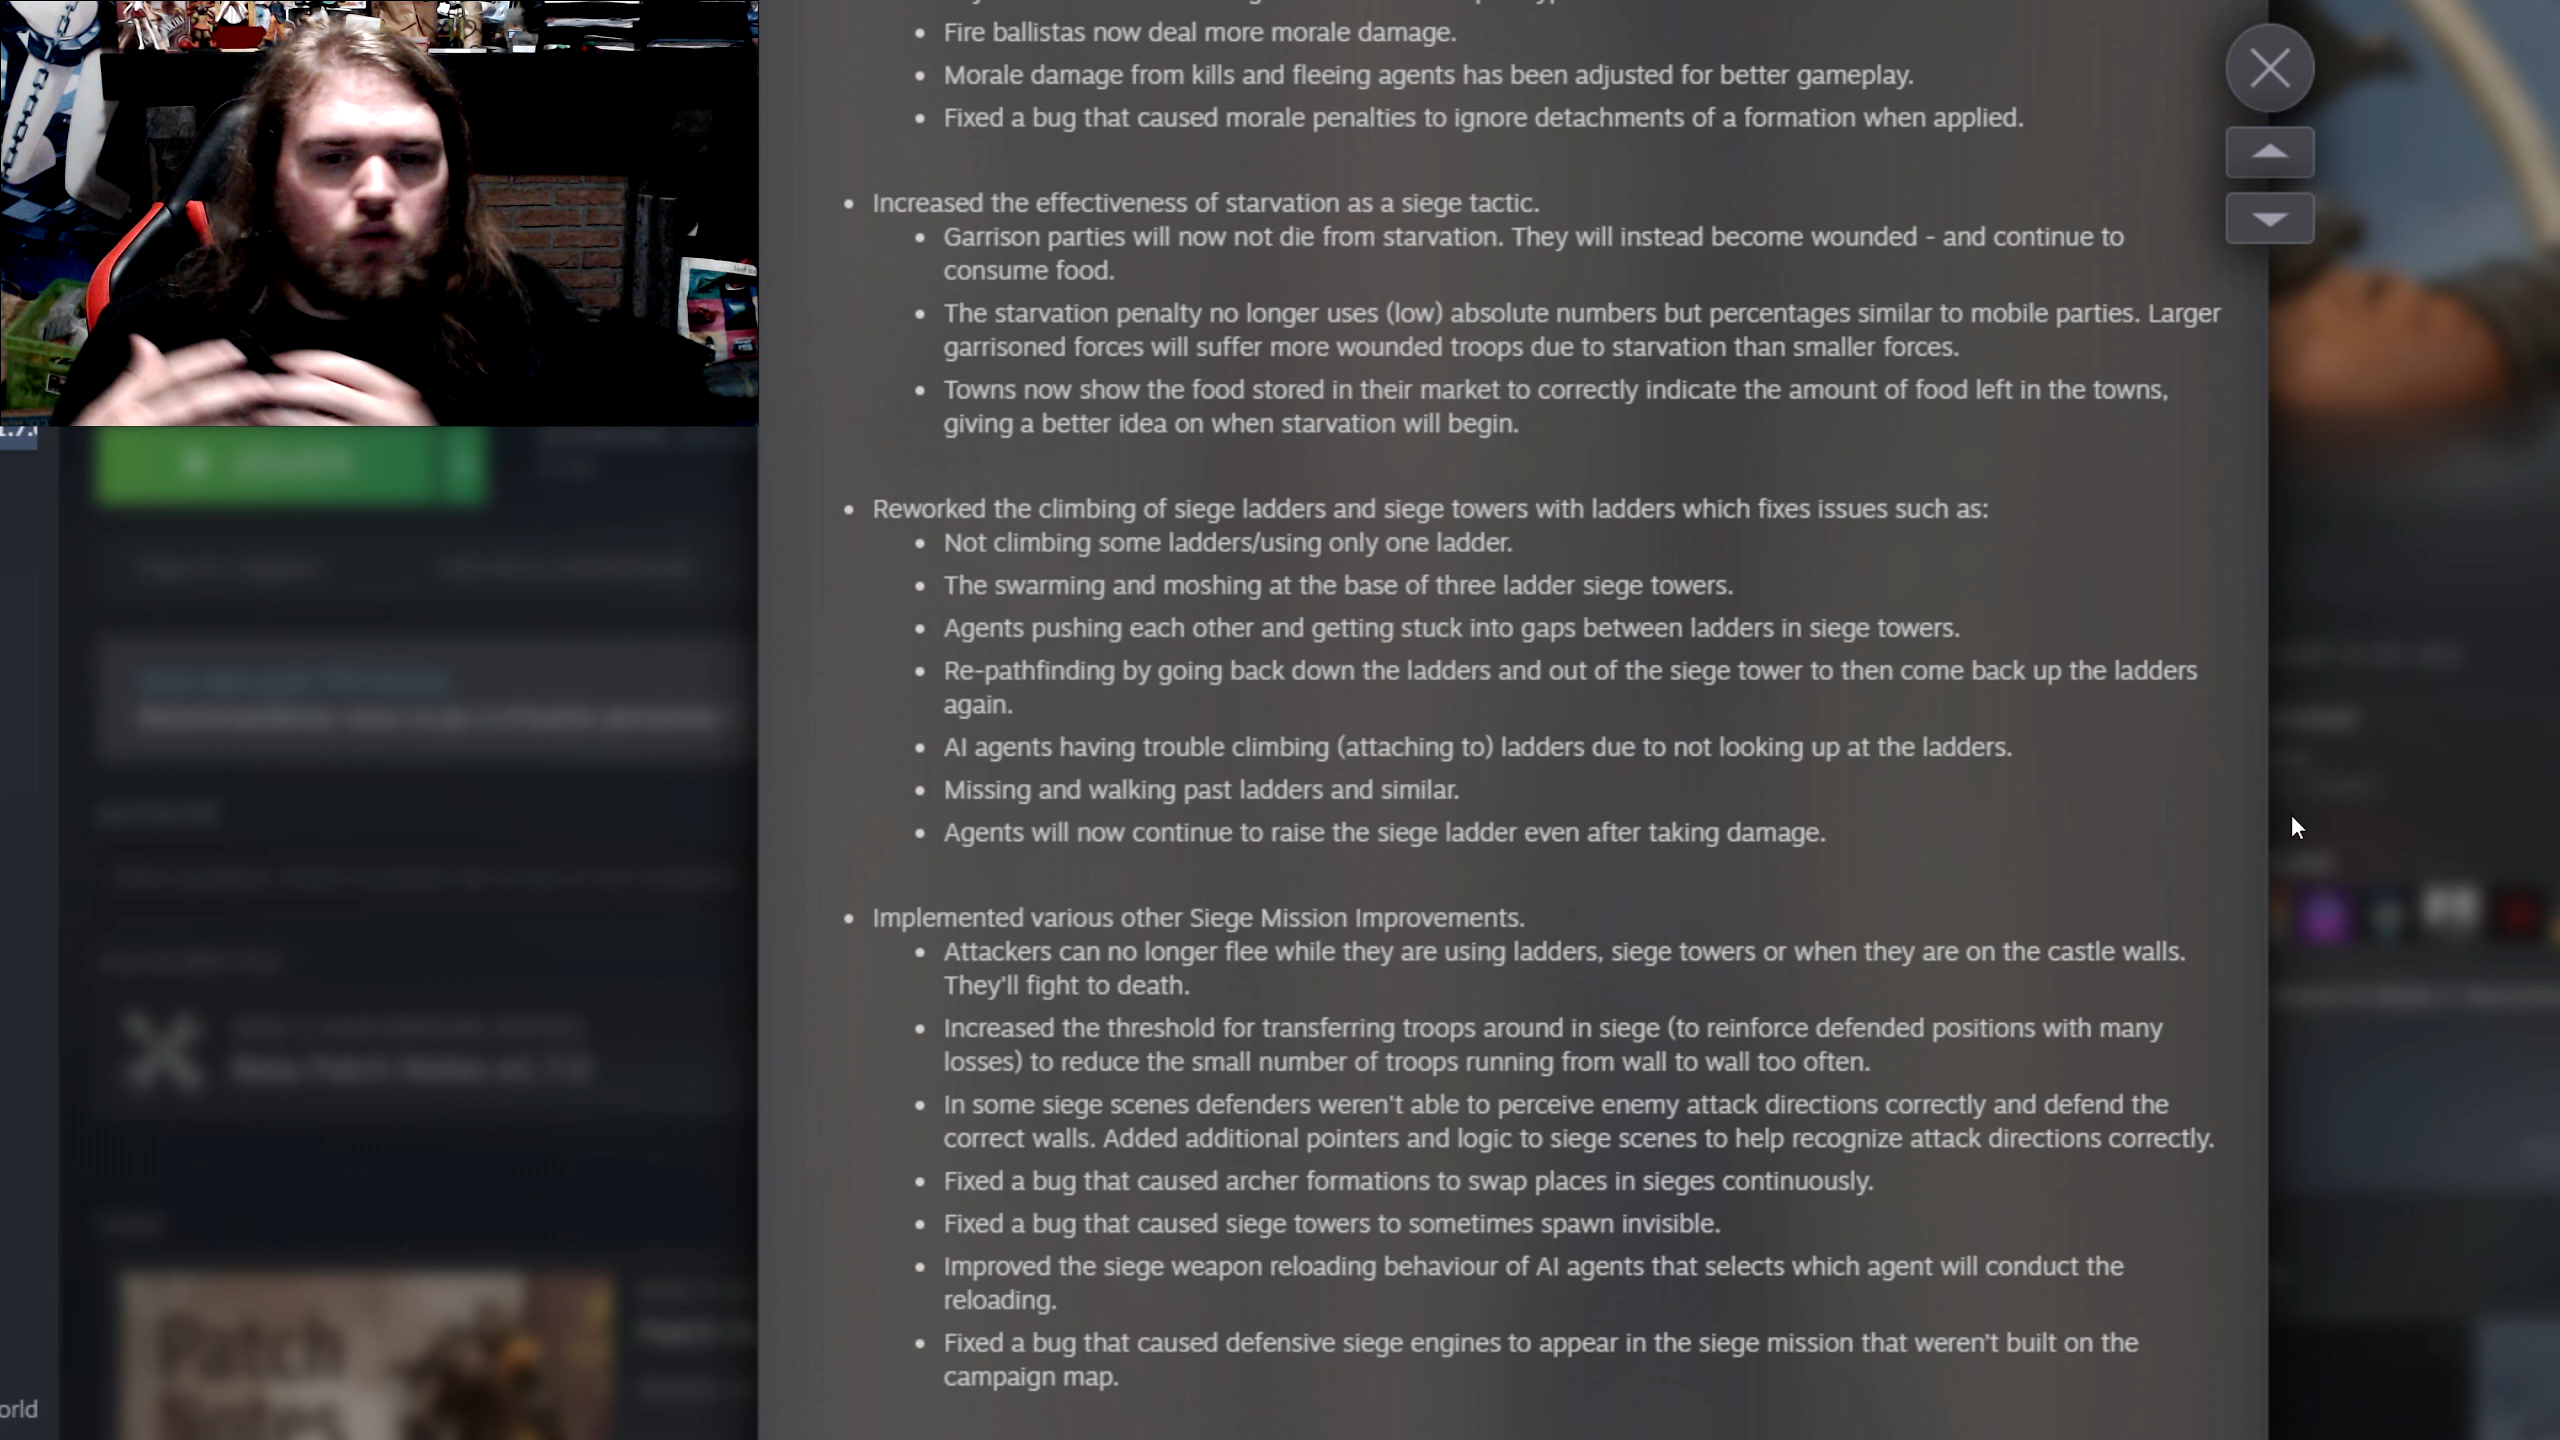 Fire ballistas now deal more morale damage.
Morale damage from kills and fleeing agents has been adjusted for better gameplay.
Fixed a bug that caused morale penalties to ignore detachments of a formation when applied.
Increased the effectiveness of starvation as a siege tactic.
Garrison parties will now not die from starvation. They will instead become wounded - and continue to
consume food.
The starvation penalty no longer uses (low) absolute numbers but percentages similar to mobile parties. Larger
garrisoned forces will suffer more wounded troops due to starvation than smaller forces.
Towns now show the food stored in their market to correctly indicate the amount of food left in the towns,
giving a better idea on when starvation will begin.
Reworked the climbing of siege ladders and siege towers with ladders which fixes issues such as:
Not climbing some ladders/using only one ladder.
The swarming and moshing at the base of three ladder siege towers.
Agents pushing each other and getting stuck into gaps between ladders in siege towers.
Re-pathfinding by going back down the ladders and out of the siege tower to then come back up the ladders
again.
AI agents having trouble climbing (attaching to) ladders due to not looking up at the ladders.
Missing and walking past ladders and similar.
Agents will now continue to raise the siege ladder even after taking damage.
Implemented various other Siege Mission Improvements.
Attackers can no longer flee while they are using ladders, siege towers or when they are on the castle walls.
They'll fight to death.
Increased the threshold for transferring troops around in siege (to reinforce defended positions with many
losses) to reduce the small number of troops running from wall to wall too often.
In some siege scenes defenders weren't able to perceive enemy attack directions correctly and defend the
correct walls. Added additional pointers and logic to siege scenes to help recognize attack directions correctly.
Fixed a bug that caused archer formations to swap places in sieges continuously.
Fixed a bug that caused siege towers to sometimes spawn invisible.
Improved the siege weapon reloading behaviour of AI agents that selects which agent will conduct the
reloading.
Fixed a bug that caused defensive siege engines to appear in the siege mission that weren't built on the
campaign map.
Patch
Notes
orld